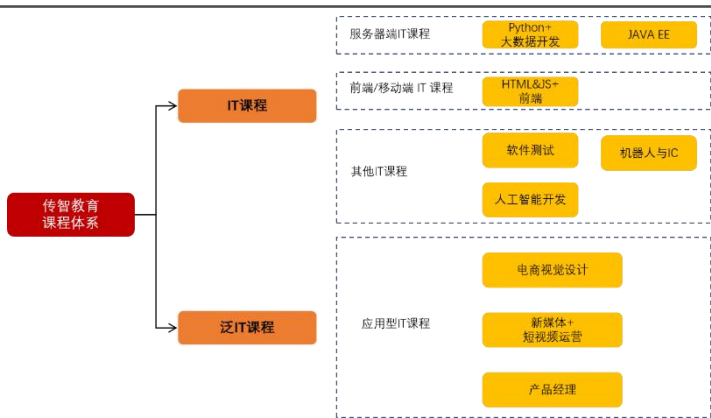 服务器端IT课程
Python+
大数据开发
JAVA EE
前端/移动端 IT 课程
HTML&JS+
前端
IT课程
其他IT课程
软件测试
机器人与IC
人工智能开发
传智教育
课程体系
泛IT课程
应用型IT课程
电商视觉设计
新媒体+
短视频运营
产品经理